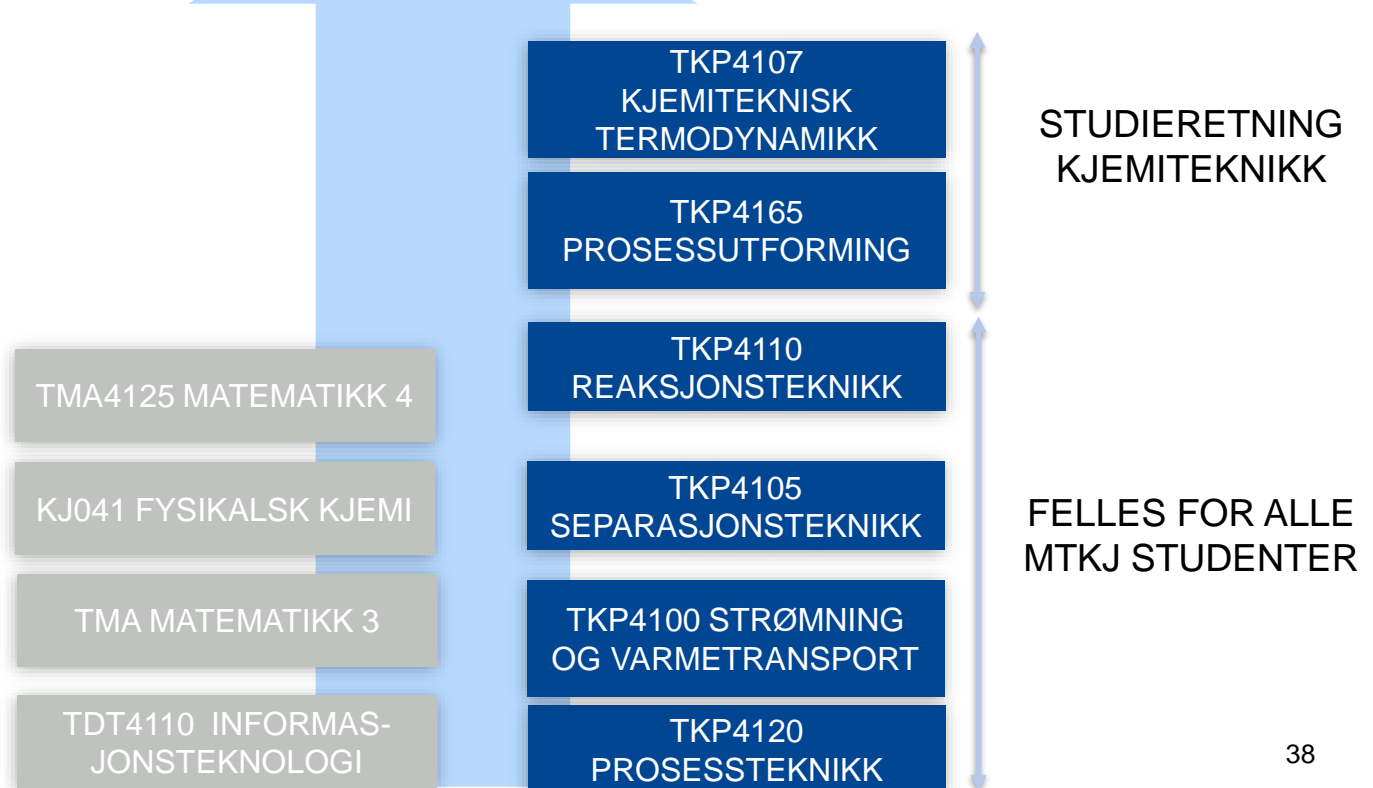 TKP4107
KJEMITEKNISK
TERMODYNAMIKK
STUDIERETNING
KJEMITEKNIKK
TKP4165
PROSESSUTFORMING
TKP4110
REAKSJONSTEKNIKK
TMA4125 MATEMATIKK 4
KJ041 FYSIKALSK KJEMI
TKP4105
SEPARASJONSTEKNIKK
FELLES FOR ALLE
MTKJ STUDENTER
TMA MATEMATIKK 3
TKP4100 STRØMNING
OG VARMETRANSPORT
TDT4110 INFORMAS-
JONSTEKNOLOGI
TKP4120
PROSESSTEKNIKK
38